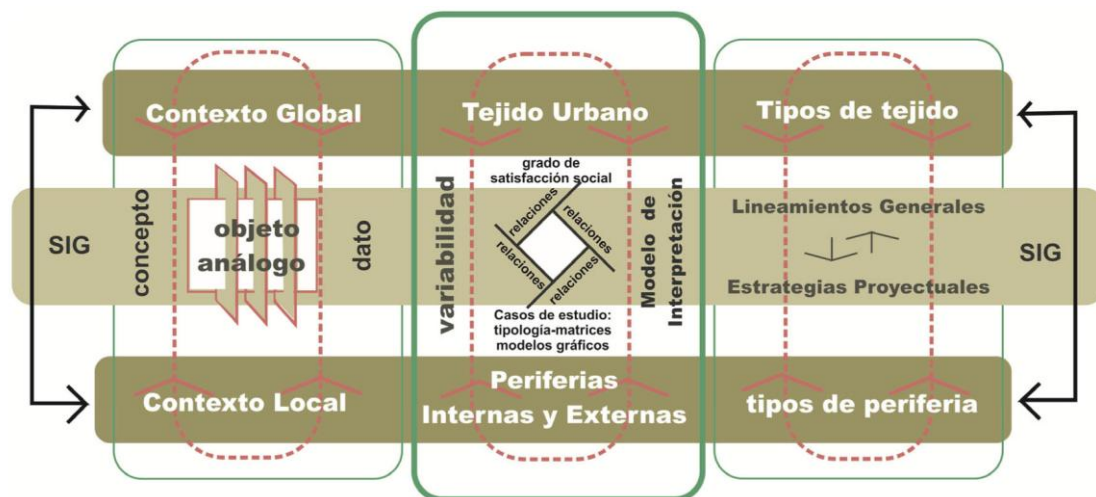 Contexto Global
Tejido Urbano
Tipos de tejido
SIG
concepto
objeto
análogo
dato
variabilidad
grado de
satisfacción social
relaciones
relaciones
relaciones
relaciones
Casos de estudio:
tipología-matrices
modelos gráficos
Modelo de
Interpretación
Lineamientos Generales
Estrategias Proyectuales
SIG
Contexto Local
Periferias
Internas y Externas
tipos de periferia